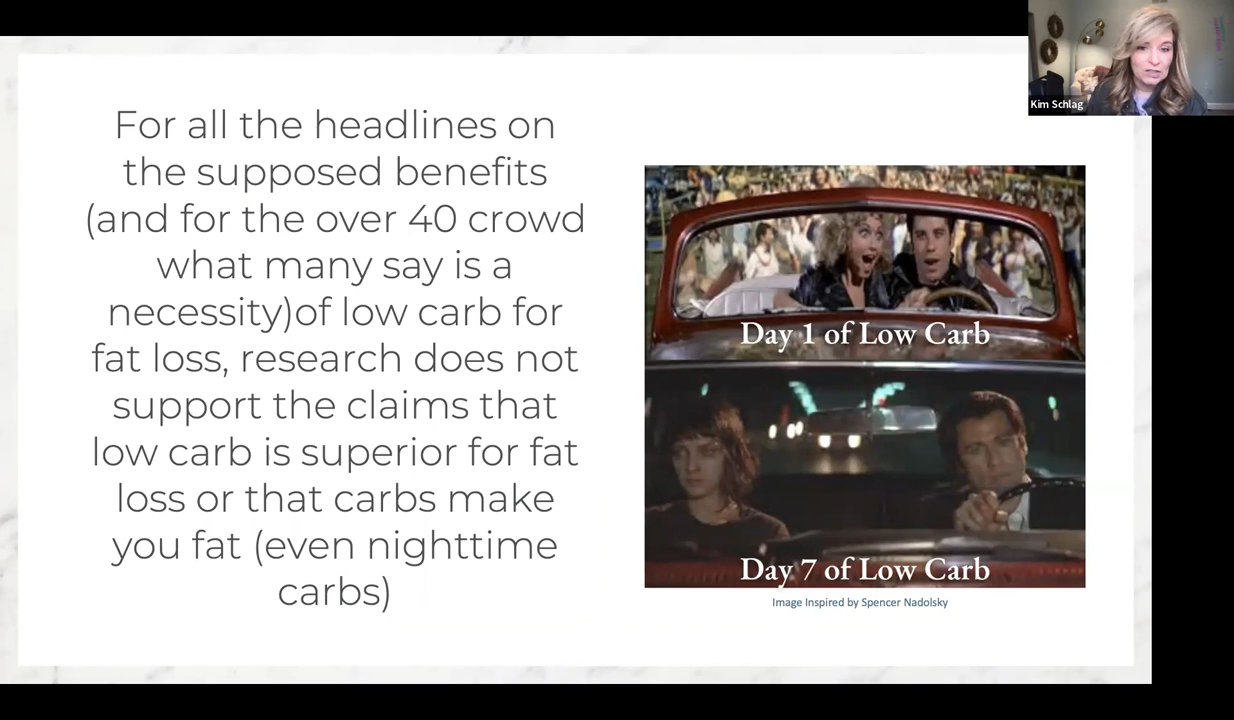 Kim Schlag
For all the headlines on
the supposed benefits
(and for the over 40 crowd
what many say is a
necessity)of low carb for
fat loss, research does not
support the claims that
low carb is superior for fat
loss or that carbs make
you fat (even nighttime
carbs)
Day 1 of Low Carb
Day 7 of Low Carb
Image Inspired by Spencer Nadolsky